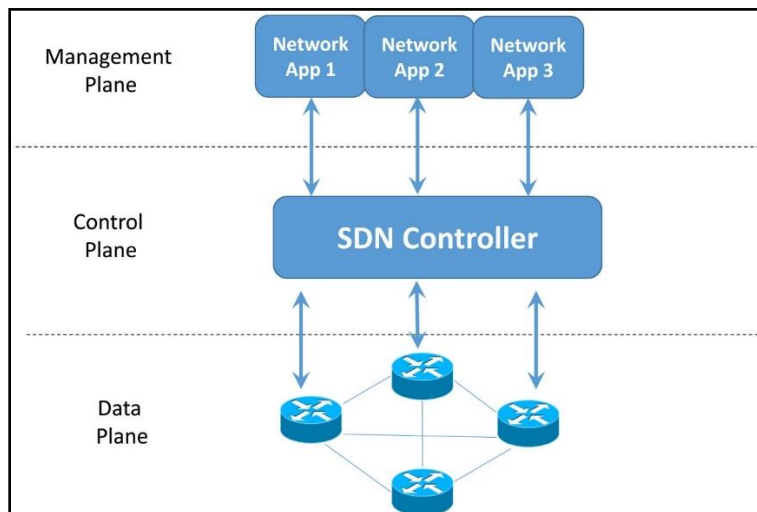 Management
Plane
Network
App 1
Network
App 2
Network
App 3
Control
Plane
SDN Controller
Data
Plane